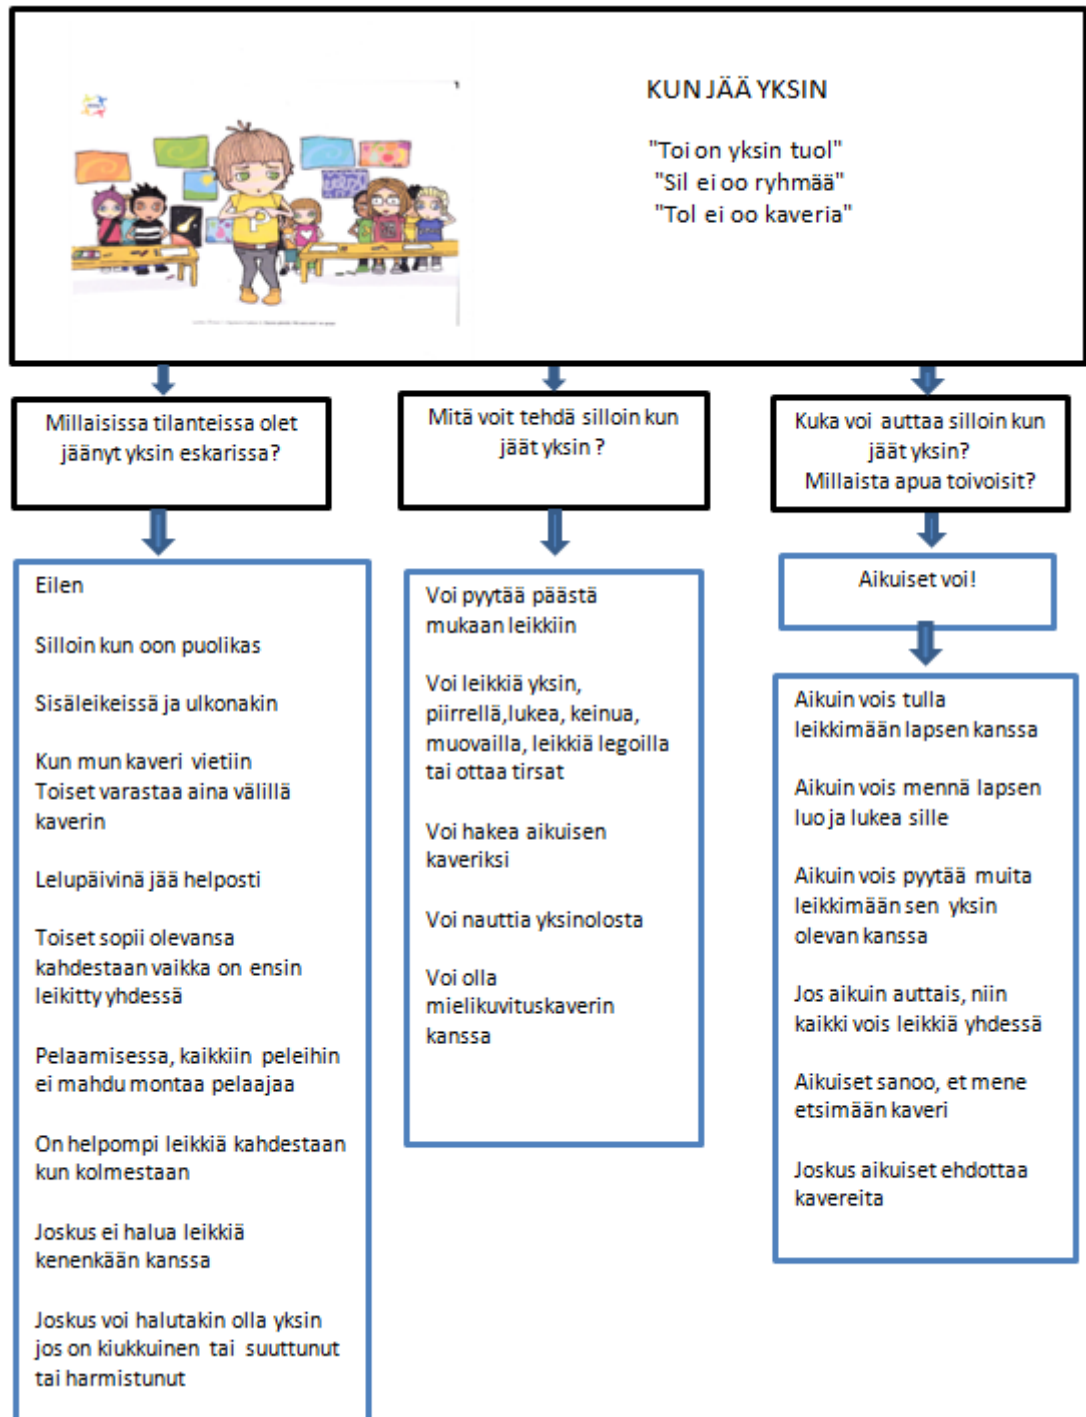 KUN JÄÄ YKSIN
"Toi on yksin tuol"
"Sil ei oo ryhmää"
"Tol ei oo kaveria"
Millaisissa tilanteissa olet
jäänyt yksin eskarissa?
Eilen
Silloin kun oon puolikas
Sisäleikeissä ja ulkonakin
Kun mun kaveri vietiin
Toiset varastaa aina välillä
kaverin
Lelupäivinä jää helposti
Toiset sopii olevansa
kahdestaan vaikka on ensin
leikitty yhdessä
Pelaamisessa, kaikkiin peleihin
ei mahdu montaa pelaajaa
On helpompi leikkiä kahdestaan
kun kolmestaan
Joskus ei halua leikkiä
kenenkään kanssa
Joskus voi halutakin olla yksin
jos on kiukkuinen tai suuttunut
tai harmistunut
Mitä voit tehdä silloin kun
jäät yksin ?
Voi pyytää päästä
mukaan leikkiin
Voi leikkiä yksin,
piirrellä,lukea, keinua,
muovailla, leikkiä legoilla
tai ottaa tirsat
Voi hakea aikuisen
kaveriksi
Voi nauttia yksinolosta
Voi olla
mielikuvituskaverin
kanssa
Kuka voi auttaa silloin kun
jäät yksin?
Millaista apua toivoisit?
Aikuiset voi!
Aikuin vois tulla
leikkimään lapsen kanssa
Aikuin vois mennä lapsen
luo ja lukea sille
Aikuin vois pyytää muita
leikkimään sen yksin
olevan kanssa
Jos aikuin auttais, niin
kaikki vois leikkiä yhdessä
Aikuiset sanoo, et mene
etsimään kaveri
Joskus aikuiset ehdottaa
kavereita